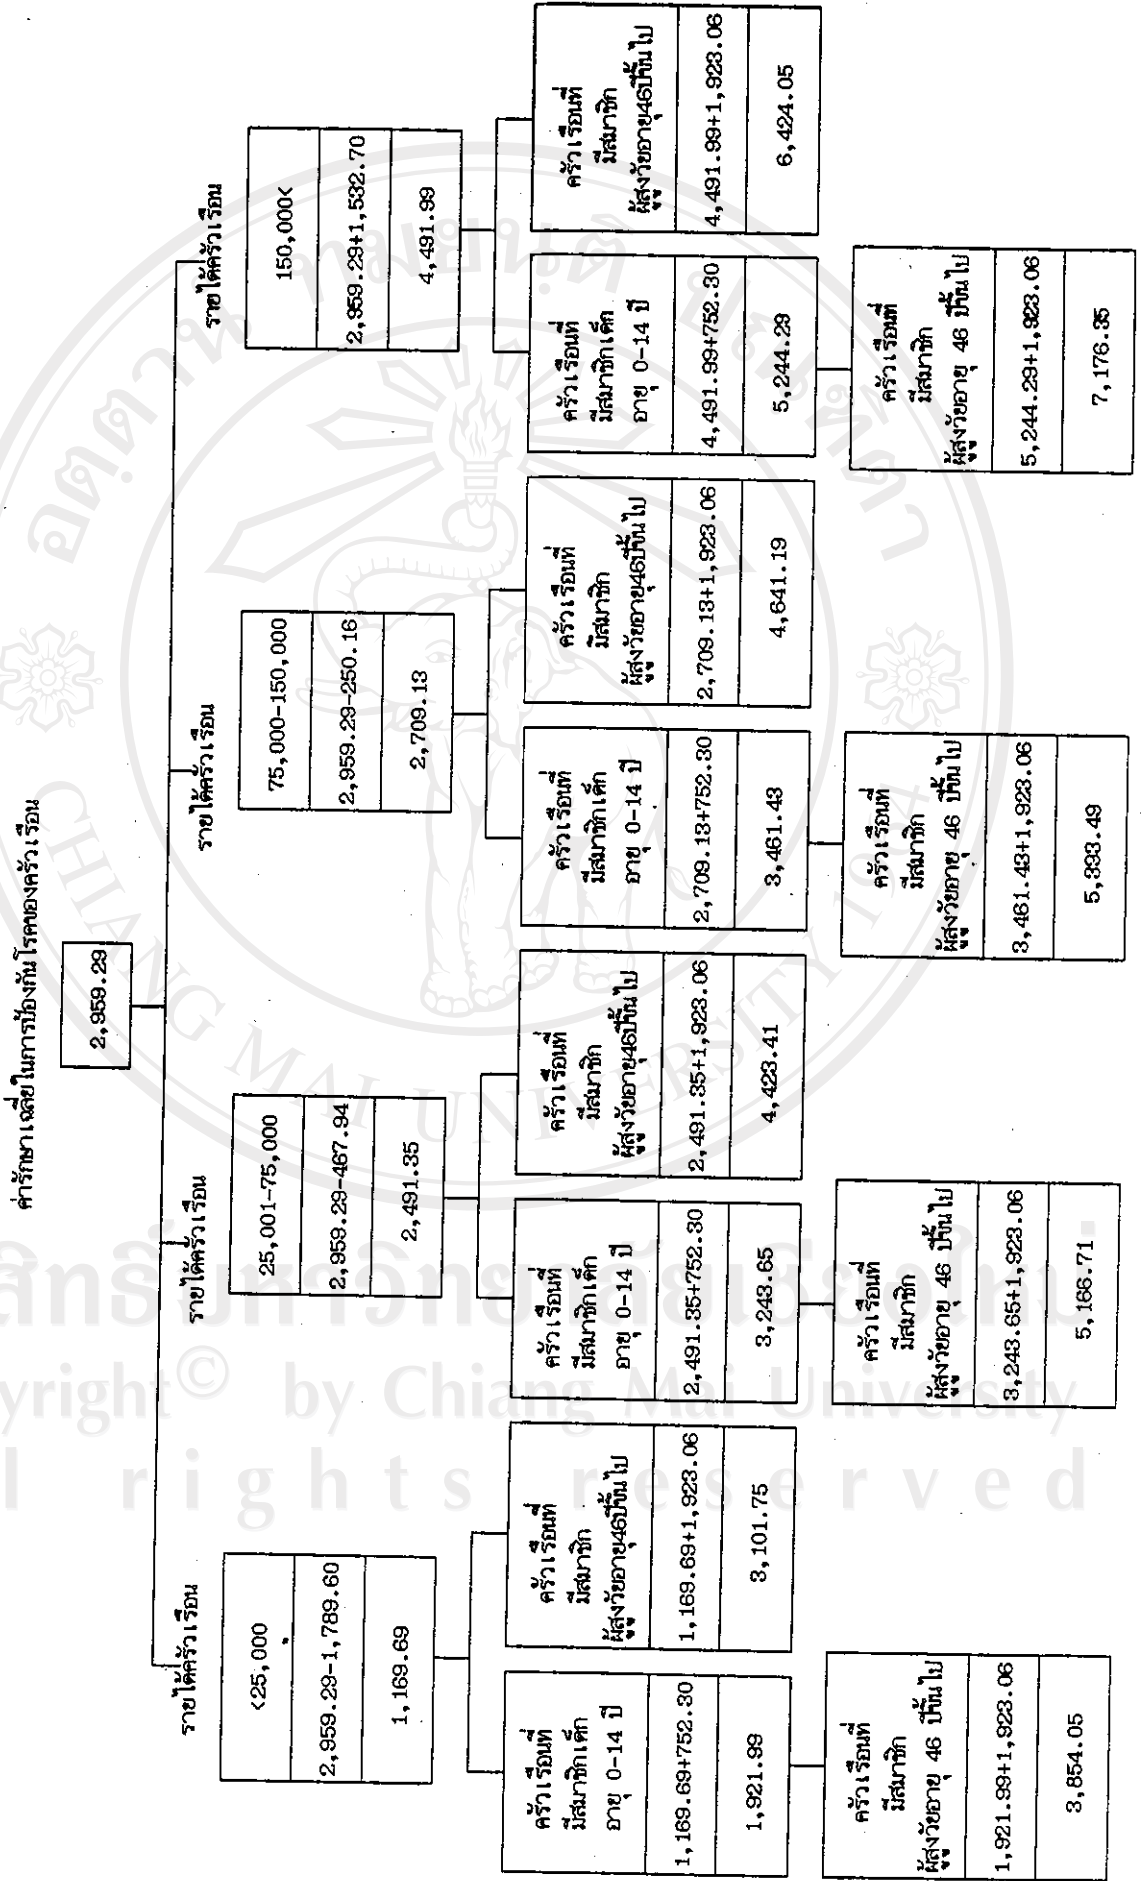 ค่ารักษาเฉลี่ยในการป้องกันโรคของครัวเรือน
2,959.29
รายได้ครัวเรือน
<25,000
2,959.29-1,789.60
1,169.69
ครัวเรือนที่
มีสมาชิกเด็ก
อายุ 0-14 ปี
1,169.69+752.30
1,921.99
ครัวเรือนที่
มีสมาชิก
ผู้สูงวัยอายุ 46 ปีขึ้นไป
1,921.99+1,923.06
3,854.05
ครัวเรือนที่
มีสมาชิก
ผู้สูงวัยอายุ46ปีขึ้นไป
1,169.69+1,923.06
3,101.75
รายได้ครัวเรือน
25,001-75,000
2,959.29-467.94
2,491.35
ครัวเรือนที่
มีสมาชิกเด็ก
อายุ 0-14 ปี
2,491.35+752.30
3,243.65
ครัวเรือนที่
มีสมาชิก
ผู้สูงวัยอายุ 46 ปีขึ้นไป
3,243.65+1,923.06
5,166.71
ครัวเรือนที่
มีสมาชิก
ผู้สูงวัยอายุ46ปีขึ้นไป
2,491.35+1,923.06
4,423.41
รายได้ครัวเรือน
75,000-150,000
2,959.29-250.16
2,709.13
ครัวเรือนที่
มีสมาชิกเด็ก
อายุ 0-14 ปี
2,709.13+752.30
3,461.43
ครัวเรือนที่
มีสมาชิก
ผู้สูงวัยอายุ 46 ปีขึ้นไป
3,461.43+1,923.06
5,393.49
ครัวเรือนที่
มีสมาชิก
ผู้สูงวัยอายุ46ปีขึ้นไป
2,709.13+1,923.06
4,641.19
รายได้ครัวเรือน
150,000<
2,959.29+1,532.70
4,491.99
ครัวเรือนที่
มีสมาชิกเด็ก
อายุ 0-14 ปี
4,491.99+752.30
5,244.29
ครัวเรือนที่
มีสมาชิก
ผู้สูงวัยอายุ 46 ปีขึ้นไป
5,244.29+1,923.06
7,176.35
ครัวเรือนที่
มีสมาชิก
ผู้สูงวัยอายุ46ปีขึ้นไป
4,491.99+1,923.06
6,424.05
CHIANG MAI UNIVERSITY
by Chiang Mai University
rights reserved